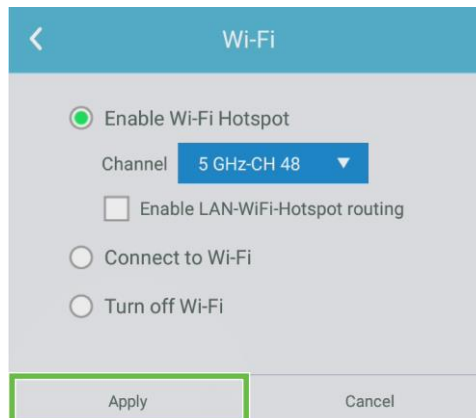 Wi-Fi
Enable Wi-Fi Hotspot
Channel 5 GHz-CH 48
Enable LAN-WiFi-Hotspot routing
Connect to Wi-Fi
Turn off Wi-Fi
Apply Cancel